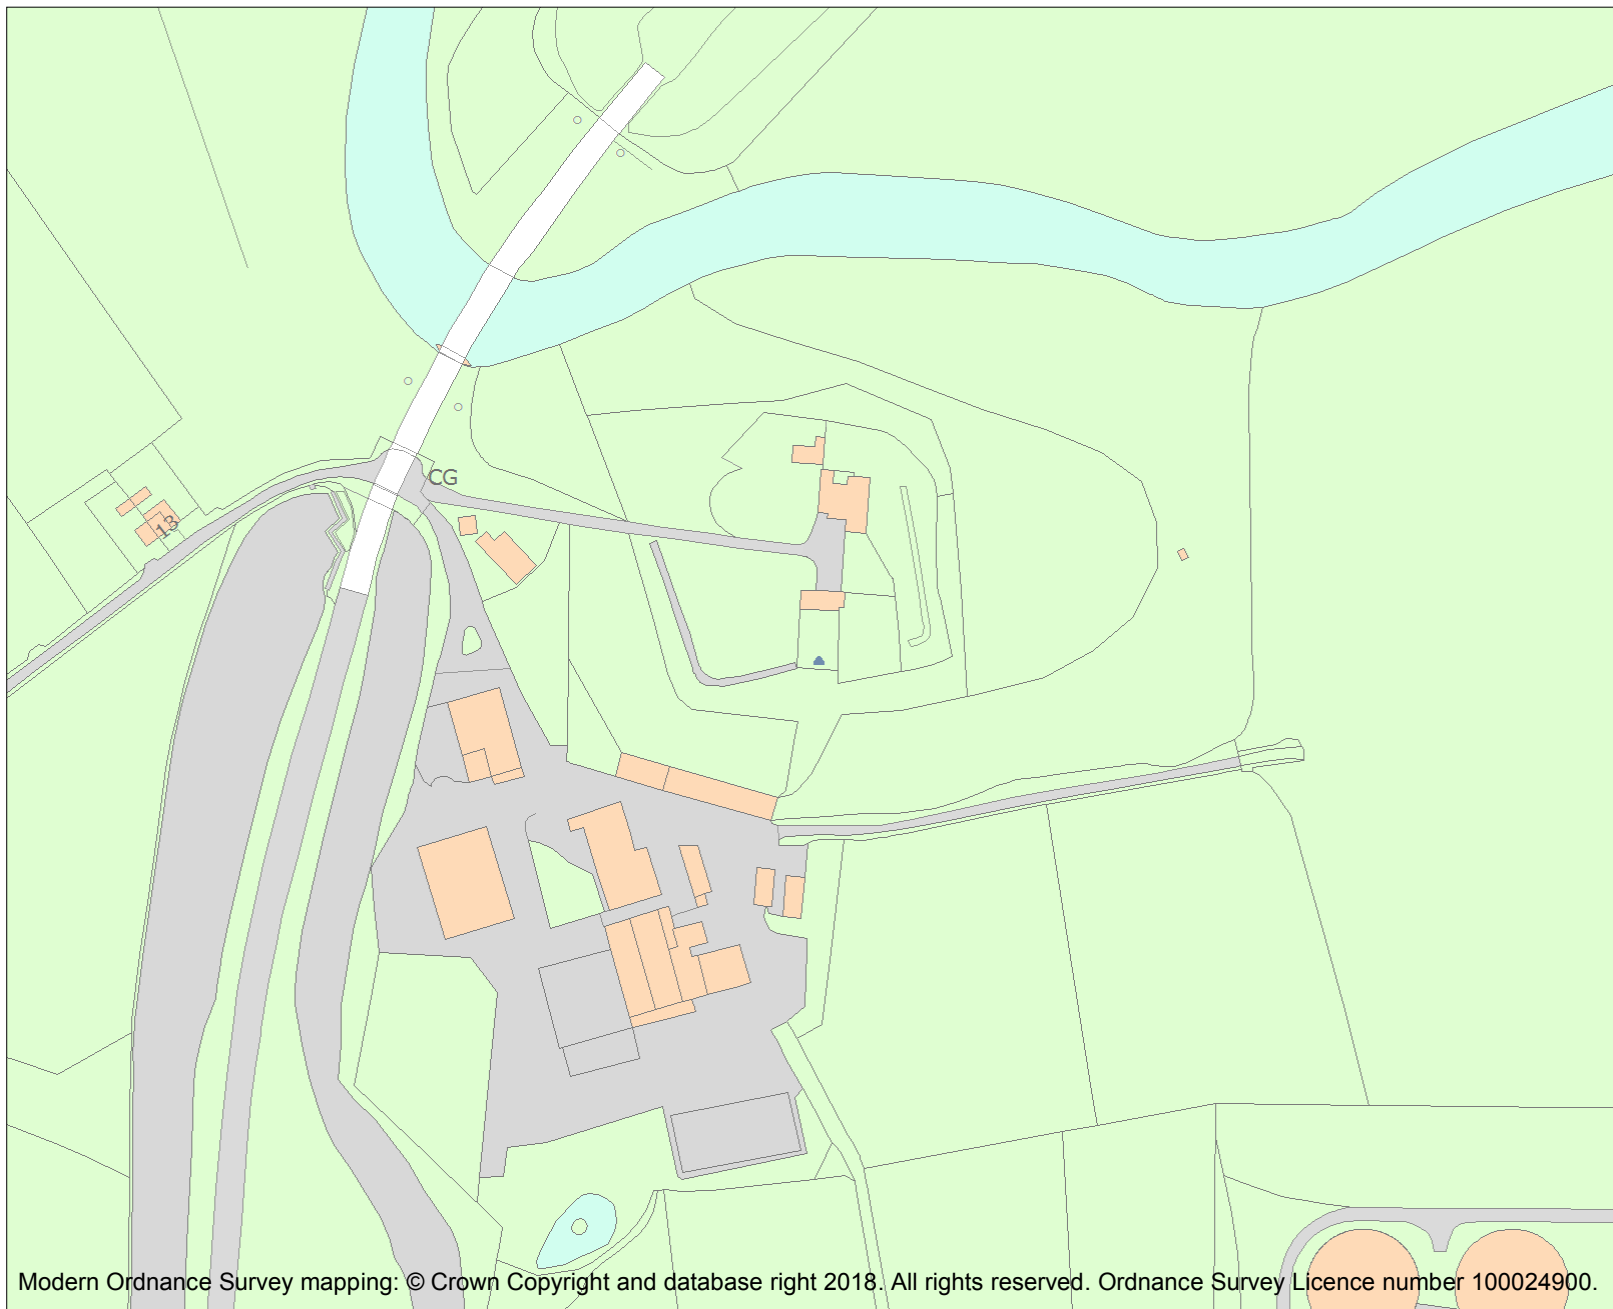 CG
13
Modern Ordnance Survey mapping: © Crown Copyright and database right 2018. All rights reserved. Ordnance Survey Licence number 100024900.